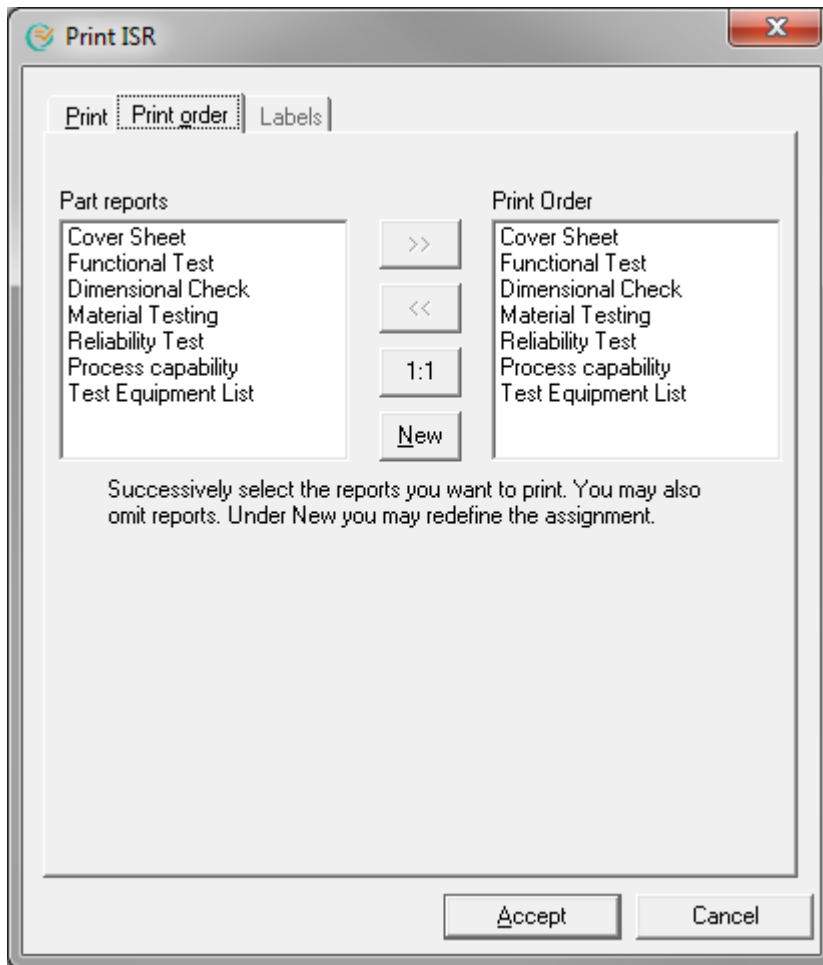 Print ISR
Print Print order Labels
Part reports
Cover Sheet
Functional Test
Dimensional Check
Material Testing
Reliability Test
Process capability
Test Equipment List
>>
<<
1:1
New
Print Order
Cover Sheet
Functional Test
Dimensional Check
Material Testing
Reliability Test
Process capability
Test Equipment List
Successively select the reports you want to print. You may also
omit reports. Under New you may redefine the assignment.
Accept Cancel